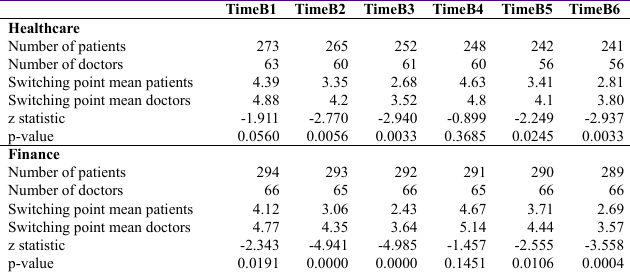 TimeB1 TimeB2 TimeB3 TimeB4 TimeB5 TimeB6
Healthcare
Number of patients 273 265 252 248 242 241
Number of doctors 63 60 61 60 56 56
Switching point mean patients 4.39 3.35 2.68 4.63 3.41 2.81
Switching point mean doctors 4.88 4.2 3.52 4.8 4.1 3.80
z statistic -1.911 -2.770 -2.940 -0.899 -2.249 -2.937
p-value 0.0560 0.0056 0.0033 0.3685 0.0245 0.0033
Finance
Number of patients 294 293 292 291 290 289
Number of doctors 66 65 66 65 66 66
Switching point mean patients 4.12 3.06 2.43 4.67 3.71 2.69
Switching point mean doctors 4.77 4.35 3.64 5.14 4.44 3.57
z statistic -2.343 -4.941 -4.985 -1.457 -2.555 -3.558
p-value 0.0191 0.0000 0.0000 0.1451 0.0106 0.0004